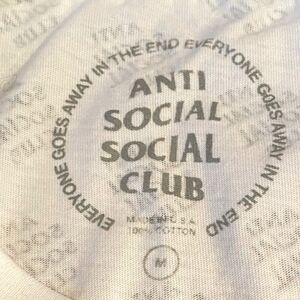 EVERYONE GOES AWAY IN THE END EVERYONE GOES AWAY IN THE END
ANTI
SOCIAL
SOCIAL
CLUB
MADE IN U.S.A.
100% COTTON
M